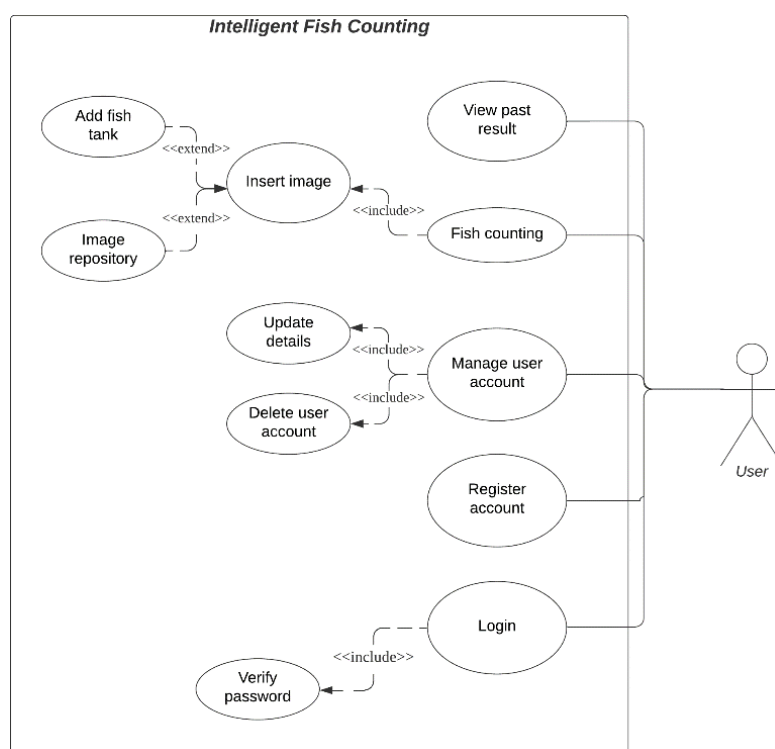 Intelligent Fish Counting
Add fish
tank
View past
result
<<extend>>
Insert image
<<extend>>
<<include>>
Fish counting
Image
repository
Update
details
<<include>>
Manage user
account
<<include>>
Delete user
account
User
Register
account
Login
<<include>>
Verify
password